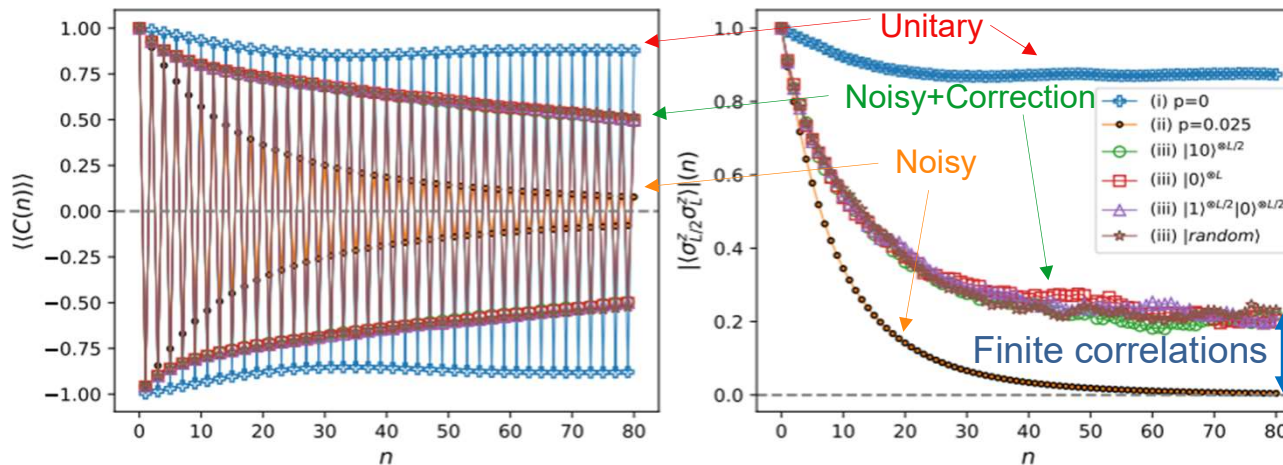 1.00
0.75
0.50
0.25
0.00
−0.25
−0.50
−0.75
−1.00
⟨⟨C(n)⟩⟩
0 10 20 30 40 50 60 70 80
n
Unitary
Noisy+Correction
Noisy
1.0
0.8
0.6
0.4
0.2
0.0
|⟨σ^z_{L/2}σ^z_L⟩|(n)
(i) p=0
(ii) p=0.025
(iii) |10⟩^{⊗L/2}
(iii) |0⟩^{⊗L}
(iii) |1⟩^{⊗L/2}|0⟩^{⊗L/2}
(iii) |random⟩
Finite correlations
0 10 20 30 40 50 60 70 80
n